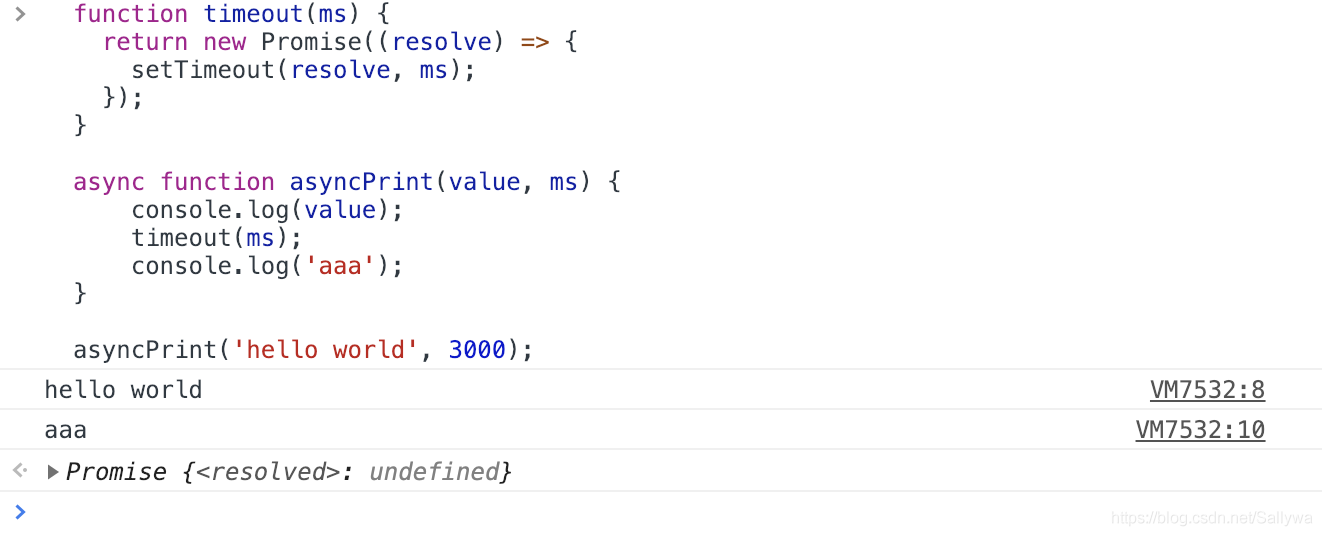 function timeout(ms) {
  return new Promise((resolve) => {
    setTimeout(resolve, ms);
  });
}
async function asyncPrint(value, ms) {
    console.log(value);
    timeout(ms);
    console.log('aaa');
}
asyncPrint('hello world', 3000);
hello world VM7532:8
aaa VM7532:10
Promise {<resolved>: undefined}
https://blog.csdn.net/Sallywa